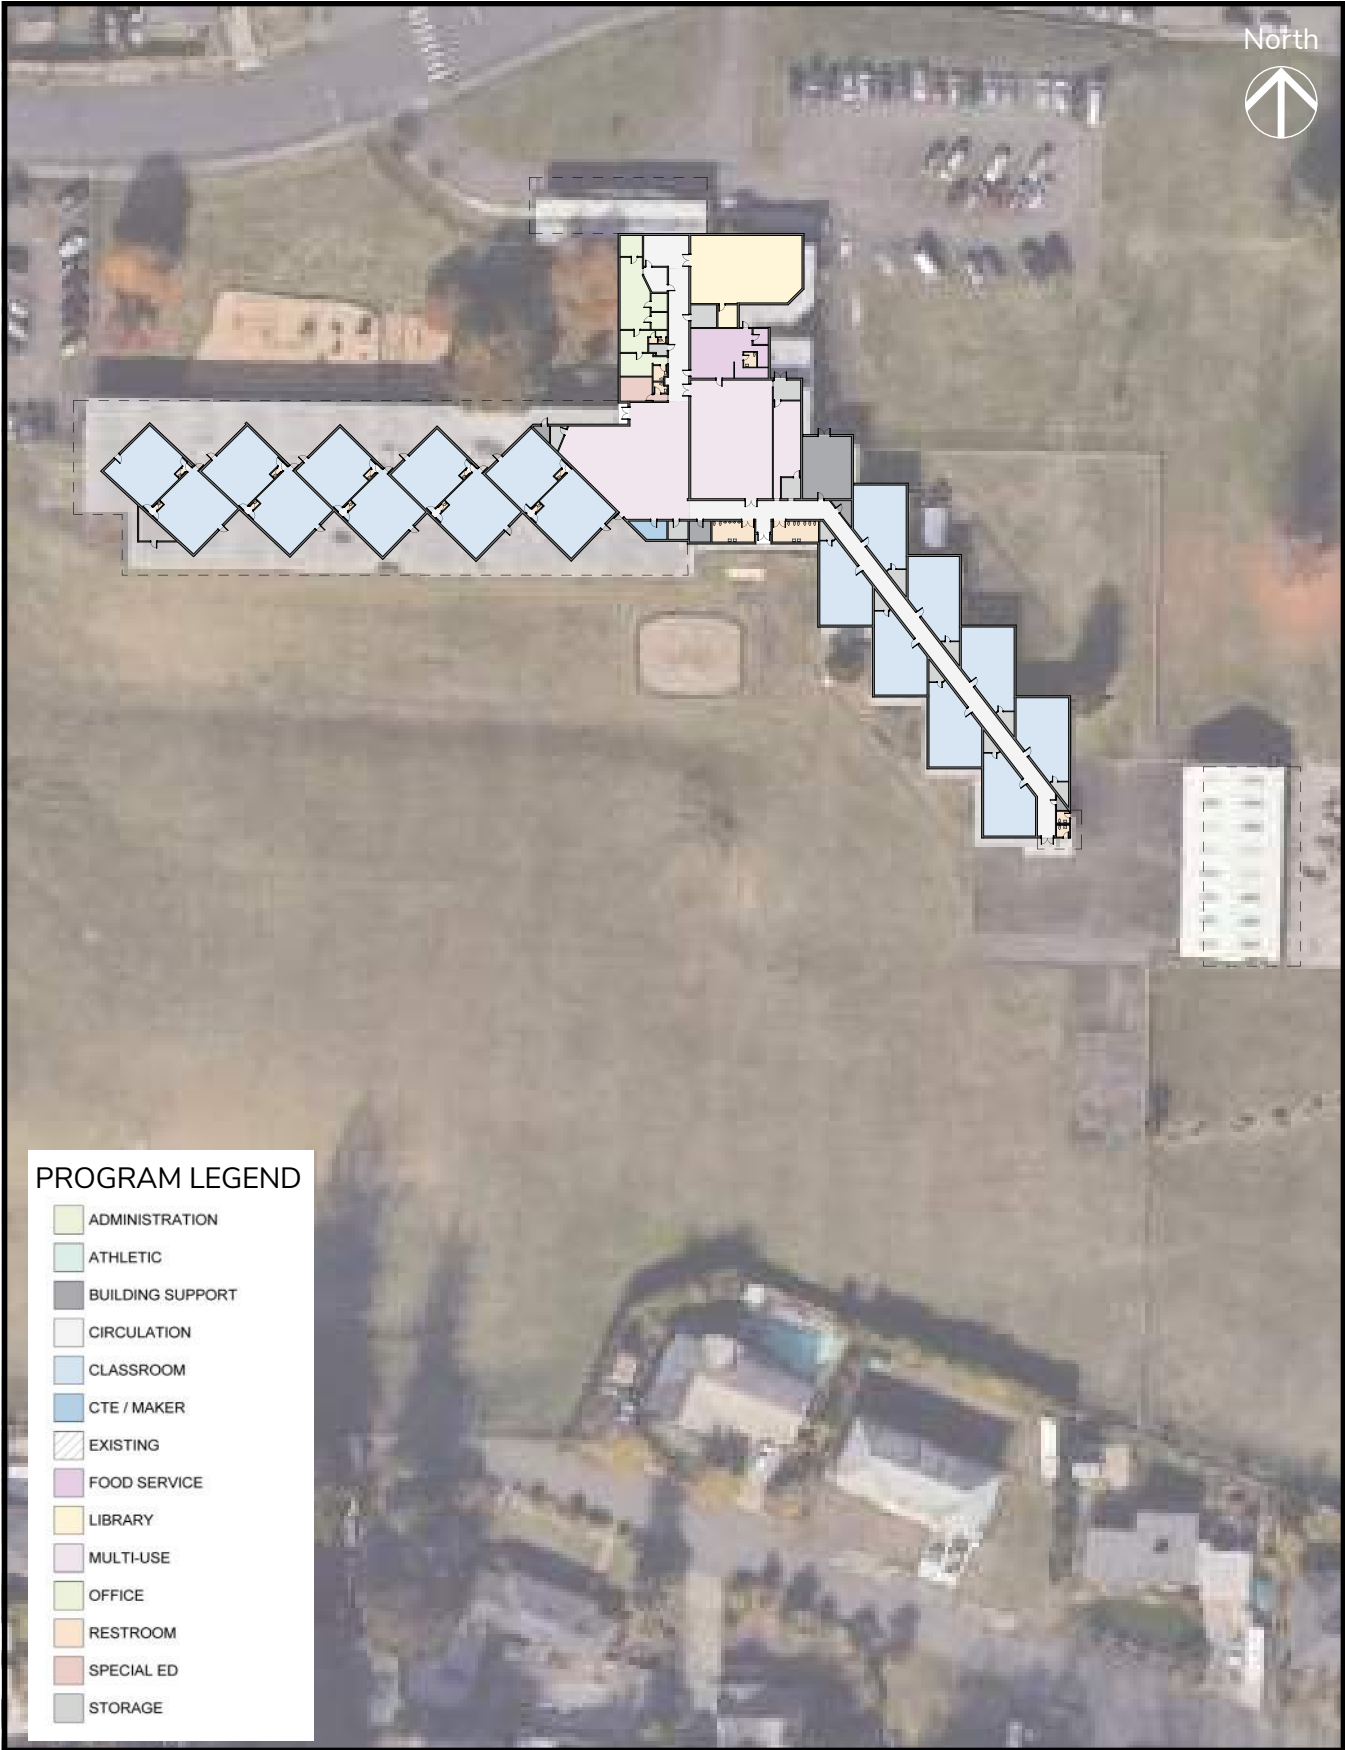 North
PROGRAM LEGEND
ADMINISTRATION
ATHLETIC
BUILDING SUPPORT
CIRCULATION
CLASSROOM
CTE / MAKER
EXISTING
FOOD SERVICE
LIBRARY
MULTI-USE
OFFICE
RESTROOM
SPECIAL ED
STORAGE